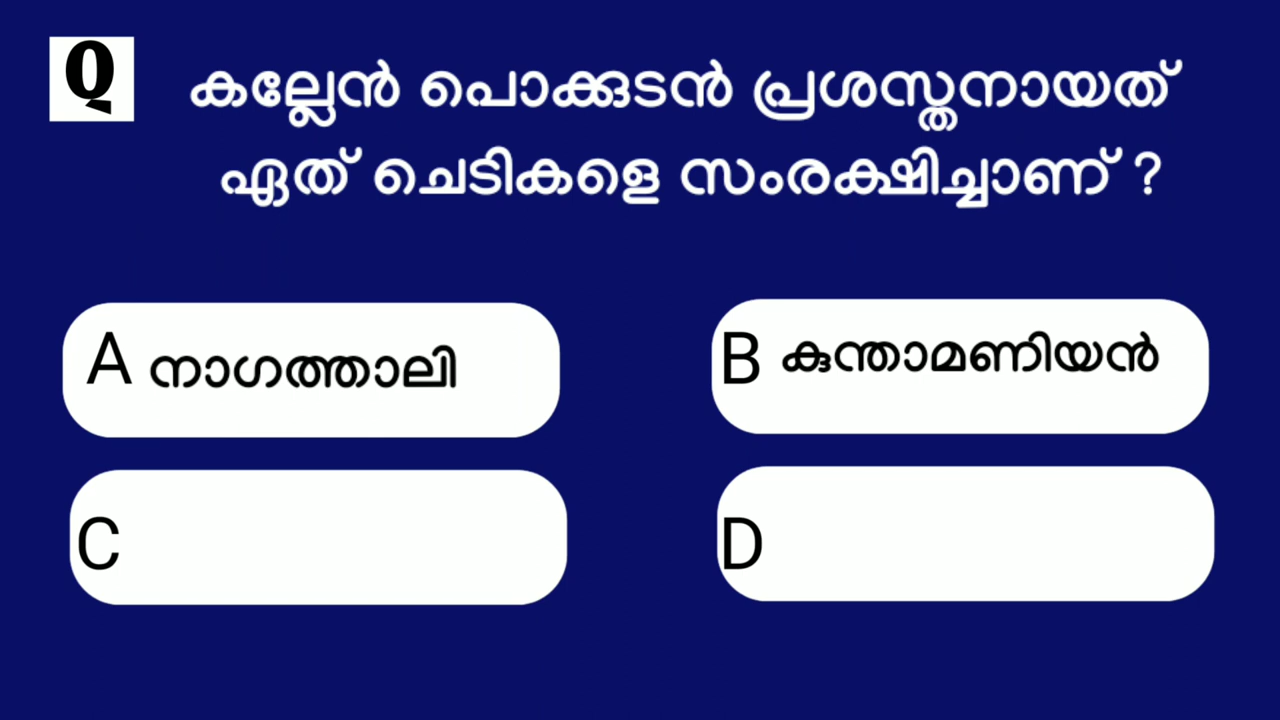 Q കല്ലേൻ പൊക്കുടൻ പ്രശസ്തനായത്
ഏത് ചെടികളെ സംരക്ഷിച്ചാണ് ?
A നാഗത്താലി
B കുന്താമണിയൻ
C
D